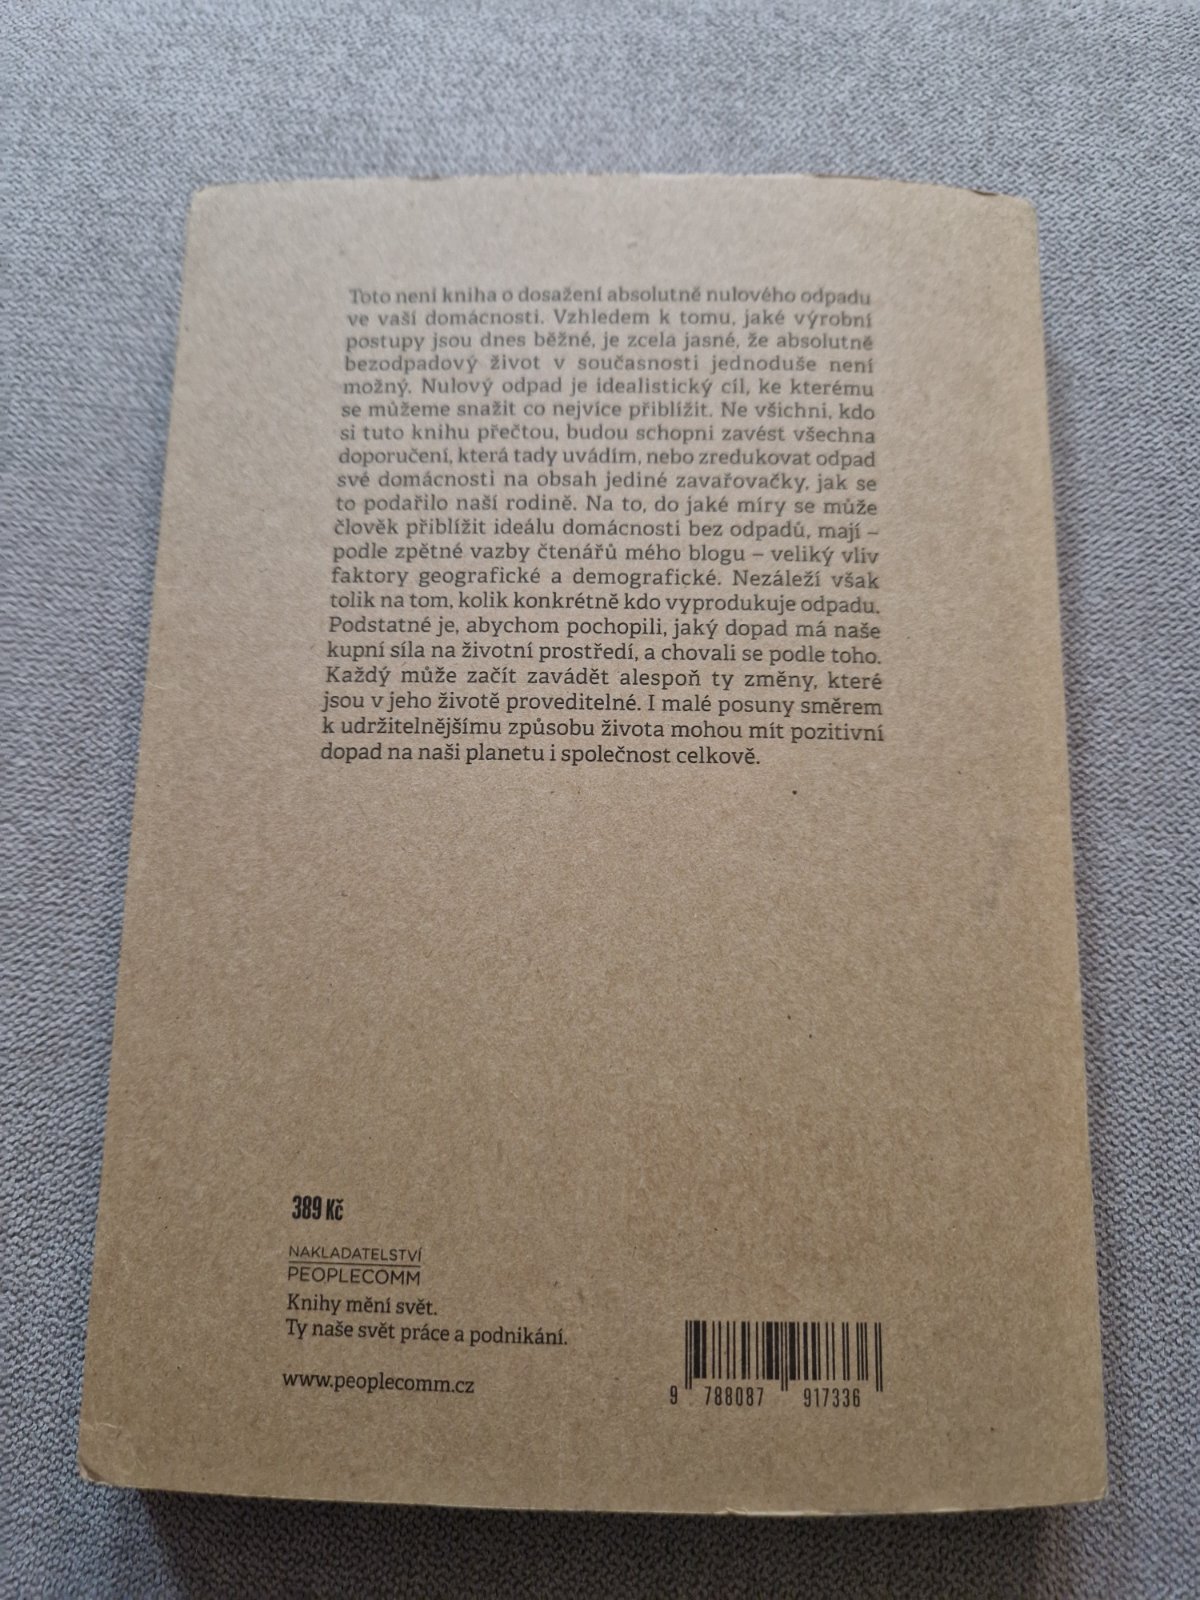 Toto není kniha o dosažení absolutně nulového odpadu
ve vaší domácnosti. Vzhledem k tomu, jaké výrobní
postupy jsou dnes běžné, je zcela jasné, že absolutně
bezodpadový život v současnosti jednoduše není
možný. Nulový odpad je idealistický cíl, ke kterému
se můžeme snažit co nejvíce přiblížit. Ne všichni, kdo
si tuto knihu přečtou, budou schopni zavést všechna
doporučení, která tady uvádím, nebo zredukovat odpad
své domácnosti na obsah jediné zavařovačky, jak se
to podařilo naší rodině. Na to, do jaké míry se může
člověk přiblížit ideálu domácnosti bez odpadů, mají –
podle zpětné vazby čtenářů mého blogu – veliký vliv
faktory geografické a demografické. Nezáleží však
tolik na tom, kolik konkrétně kdo vyprodukuje odpadu.
Podstatné je, abychom pochopili, jaký dopad má naše
kupní síla na životní prostředí, a chovali se podle toho.
Každý může začít zavádět alespoň ty změny, které
jsou v jeho životě proveditelné. I malé posuny směrem
k udržitelnějšímu způsobu života mohou mít pozitivní
dopad na naši planetu i společnost celkově.
389 Kč
NAKLADATELSTVÍ
PEOPLECOMM
Knihy mění svět.
Ty naše svět práce a podnikání.
www.peoplecomm.cz
9 788087 917336